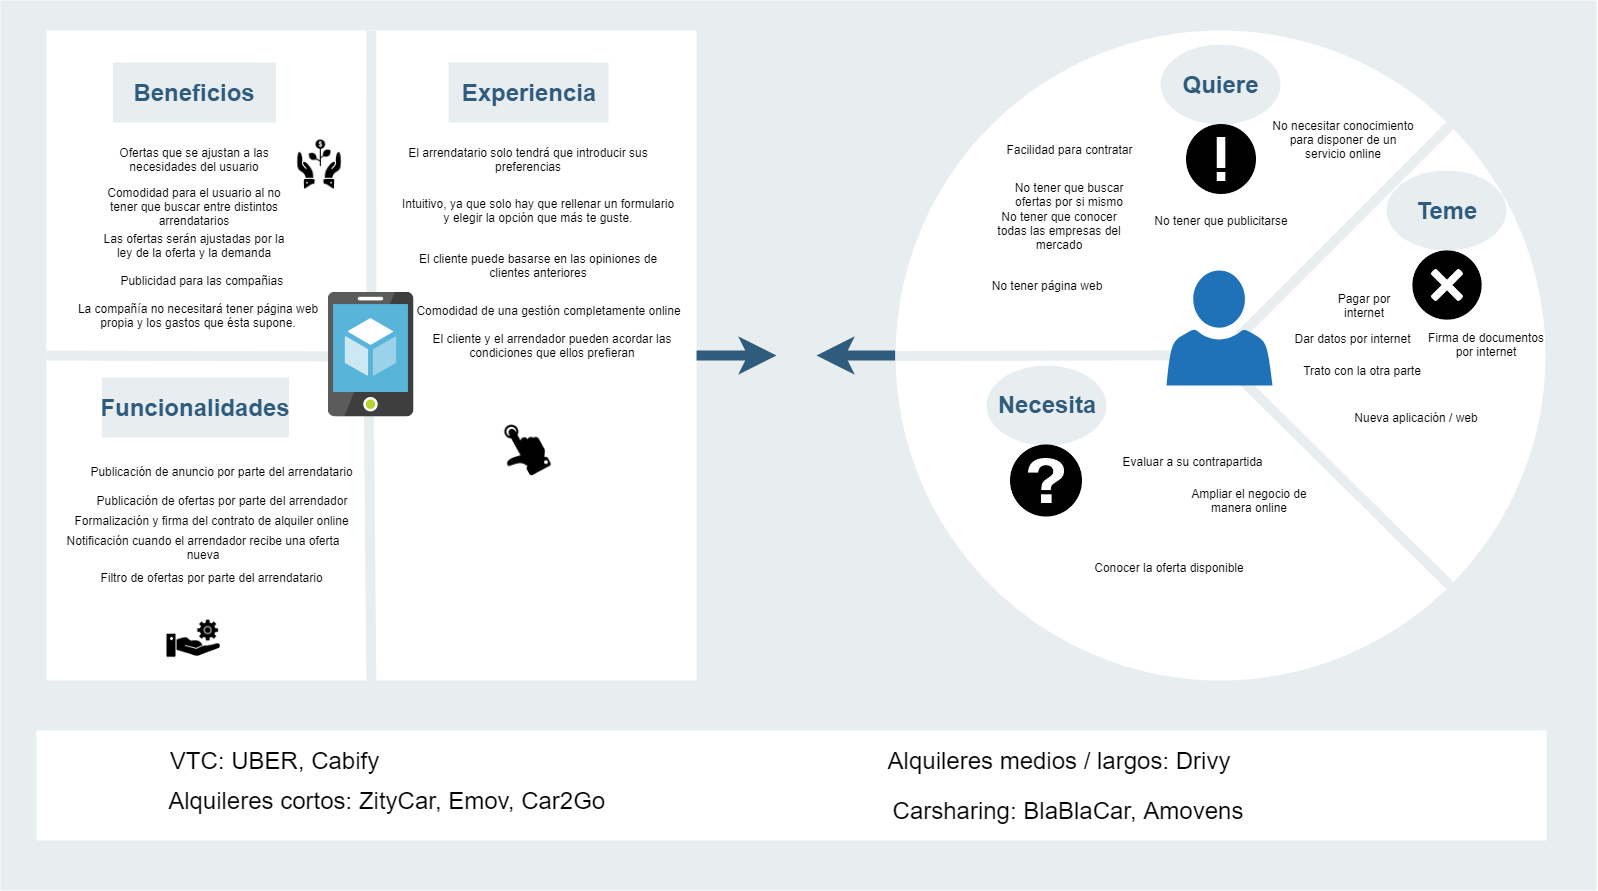 Beneficios
Ofertas que se ajustan a las
necesidades del usuario
Comodidad para el usuario al no
tener que buscar entre distintos
arrendatarios
Las ofertas serán ajustadas por la
ley de la oferta y la demanda
Publicidad para las compañias
La compañía no necesitará tener página web
propia y los gastos que ésta supone.
Experiencia
El arrendatario solo tendrá que introducir sus
preferencias
Intuitivo, ya que solo hay que rellenar un formulario
y elegir la opción que más te guste.
El cliente puede basarse en las opiniones de
clientes anteriores
Comodidad de una gestión completamente online
El cliente y el arrendador pueden acordar las
condiciones que ellos prefieran
Funcionalidades
Publicación de anuncio por parte del arrendatario
Publicación de ofertas por parte del arrendador
Formalización y firma del contrato de alquiler online
Notificación cuando el arrendador recibe una oferta
nueva
Filtro de ofertas por parte del arrendatario
Quiere
Facilidad para contratar
No necesitar conocimiento
para disponer de un
servicio online
No tener que buscar
ofertas por si mismo
No tener que conocer
todas las empresas del
mercado
No tener que publicitarse
No tener página web
Teme
Pagar por
internet
Dar datos por internet
Firma de documentos
por internet
Trato con la otra parte
Nueva aplicación / web
Necesita
Evaluar a su contrapartida
Ampliar el negocio de
manera online
Conocer la oferta disponible
VTC: UBER, Cabify
Alquileres cortos: ZityCar, Emov, Car2Go
Alquileres medios / largos: Drivy
Carsharing: BlaBlaCar, Amovens